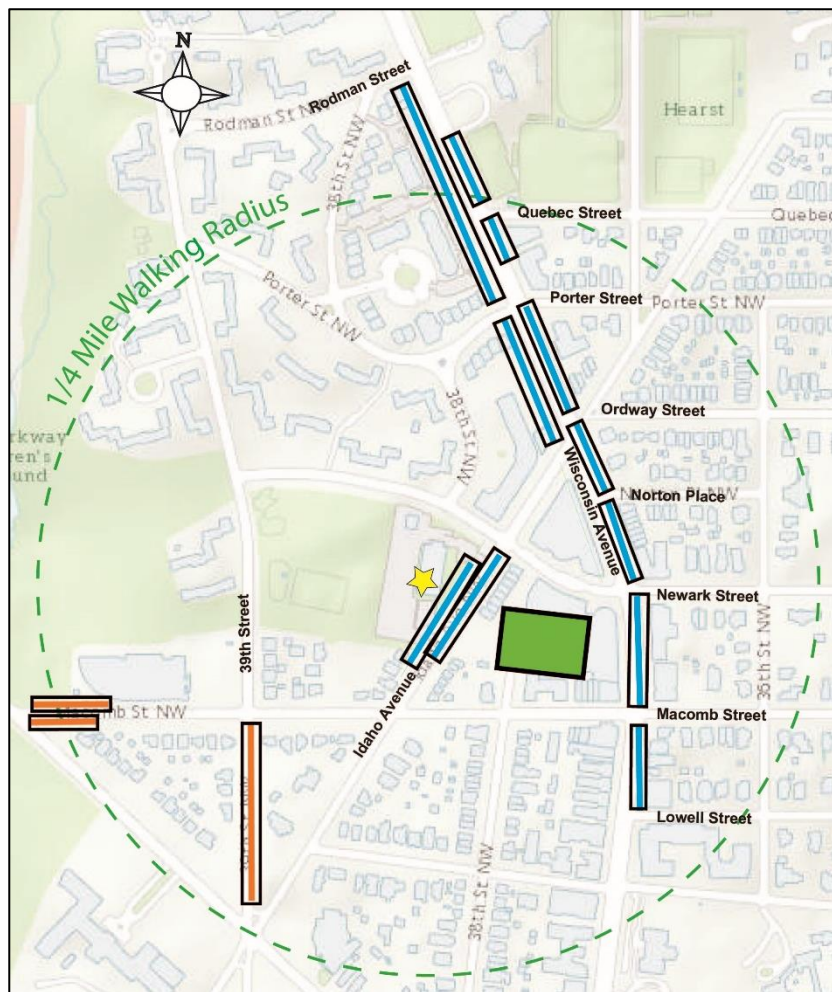 N
Rodman Street
Rodman St NW
38th St NW
Hearst
Quebec Street
Quebec
1/4 Mile Walking Radius
Porter St NW
Porter Street
Porter St NW
38th St NW
Ordway Street
Wisconsin Avenue
Norton Place
Newark Street
39th Street
35th St NW
Macomb St NW
Idaho Avenue
Macomb Street
Lowell Street
38th St NW